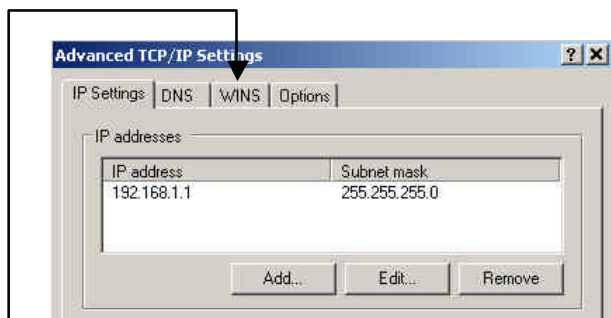 Advanced TCP/IP Settings
IP Settings DNS WINS Options
IP addresses
IP address Subnet mask
192.168.1.1 255.255.255.0
Add... Edit... Remove